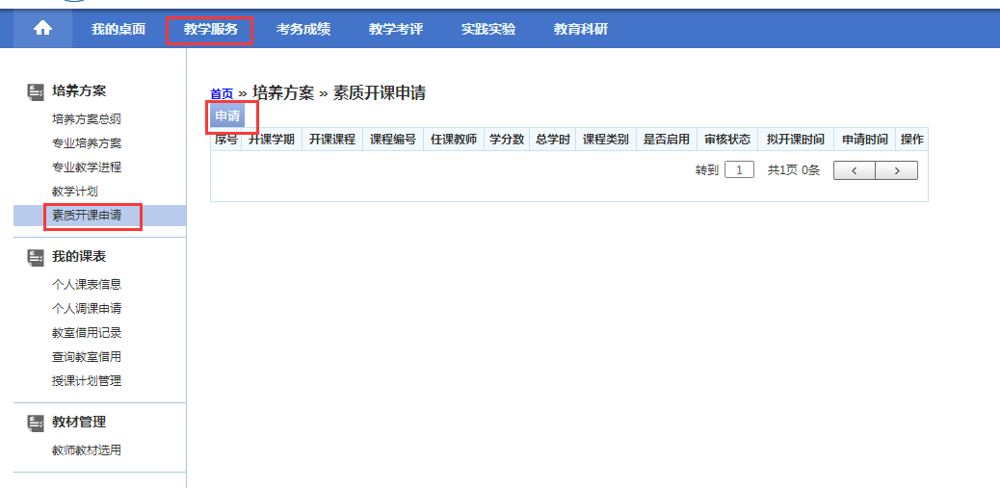 我的桌面 教学服务 考务成绩 教学考评 实践实验 教育科研
培养方案
培养方案总纲
专业培养方案
专业教学进程
教学计划
素质开课申请
我的课表
个人课表信息
个人调课申请
教室借用记录
查询教室借用
授课计划管理
教材管理
教师教材选用
首页 » 培养方案 » 素质开课申请
申请
序号 开课学期 开课课程 课程编号 任课教师 学分数 总学时 课程类别 是否启用 审核状态 拟开课时间 申请时间 操作
转到 1 共1页 0条 < >